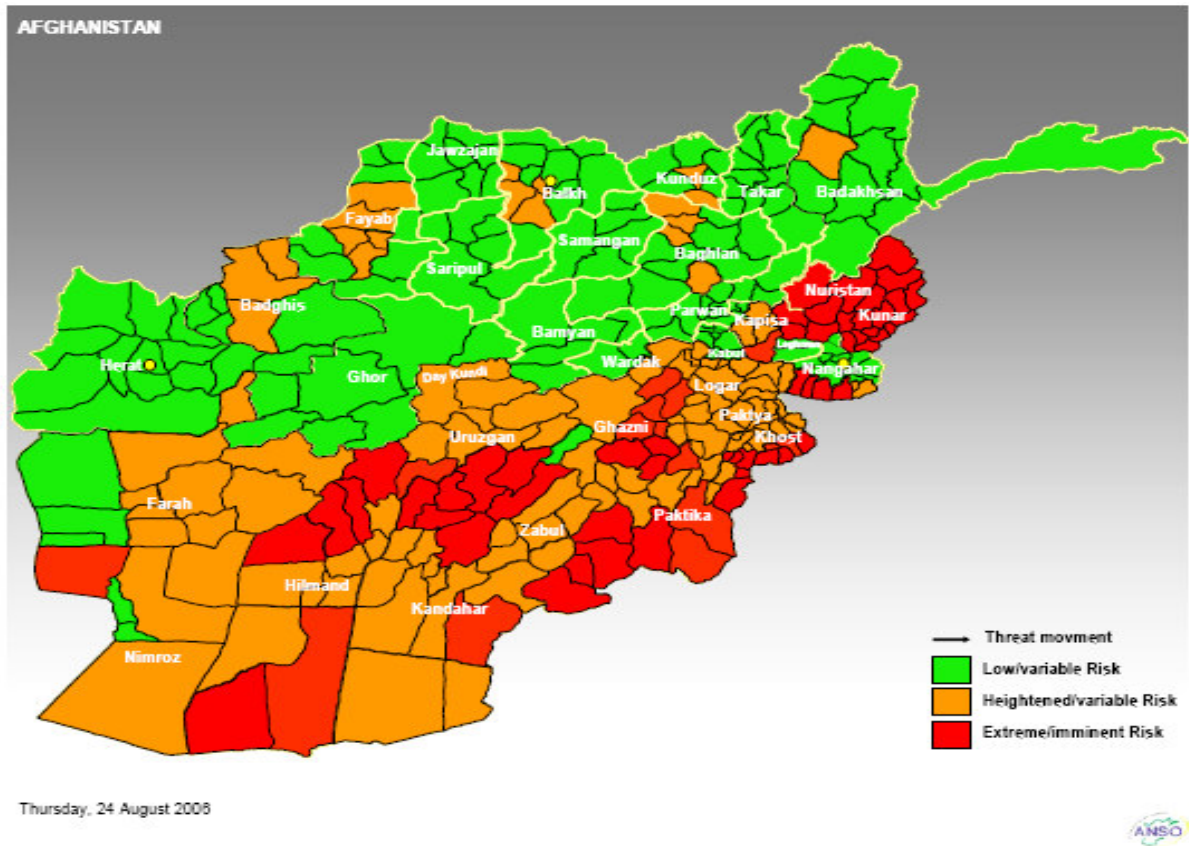 AFGHANISTAN
Jawzajan
Balkh
Kunduz
Takar
Badakhsan
Fayab
Samangan
Saripul
Baghlan
Badghis
Nuristan
Parwan
Kapisa
Kunar
Bamyan
Herat
Wardak
Kabul
Laghman
Nangahar
Ghor
Day Kundi
Logar
Paktya
Ghazni
Khost
Uruzgan
Farah
Zabul
Paktika
Hilmand
Kandahar
Nimroz
Threat movment
Low/variable Risk
Heightened/variable Risk
Extreme/imminent Risk
Thursday, 24 August 2006
ANSO